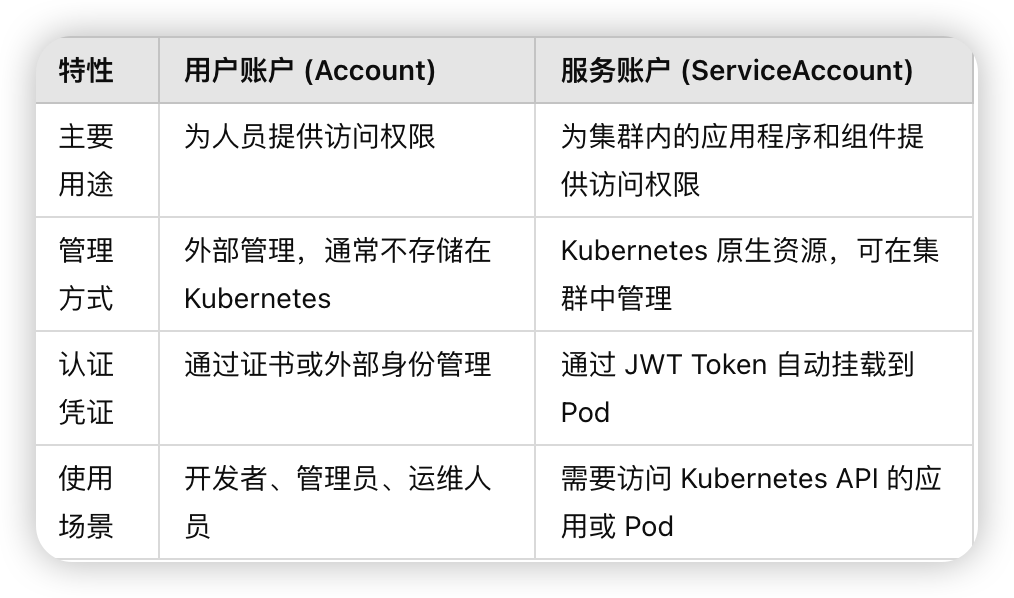 特性 用户账户 (Account) 服务账户 (ServiceAccount)
主要 为人员提供访问权限 为集群内的应用程序和组件提
用途 供访问权限
管理 外部管理，通常不存储在 Kubernetes 原生资源，可在集
方式 Kubernetes 群中管理
认证 通过证书或外部身份管理 通过 JWT Token 自动挂载到
凭证 Pod
使用 开发者、管理员、运维人 需要访问 Kubernetes API 的应
场景 员 用或 Pod